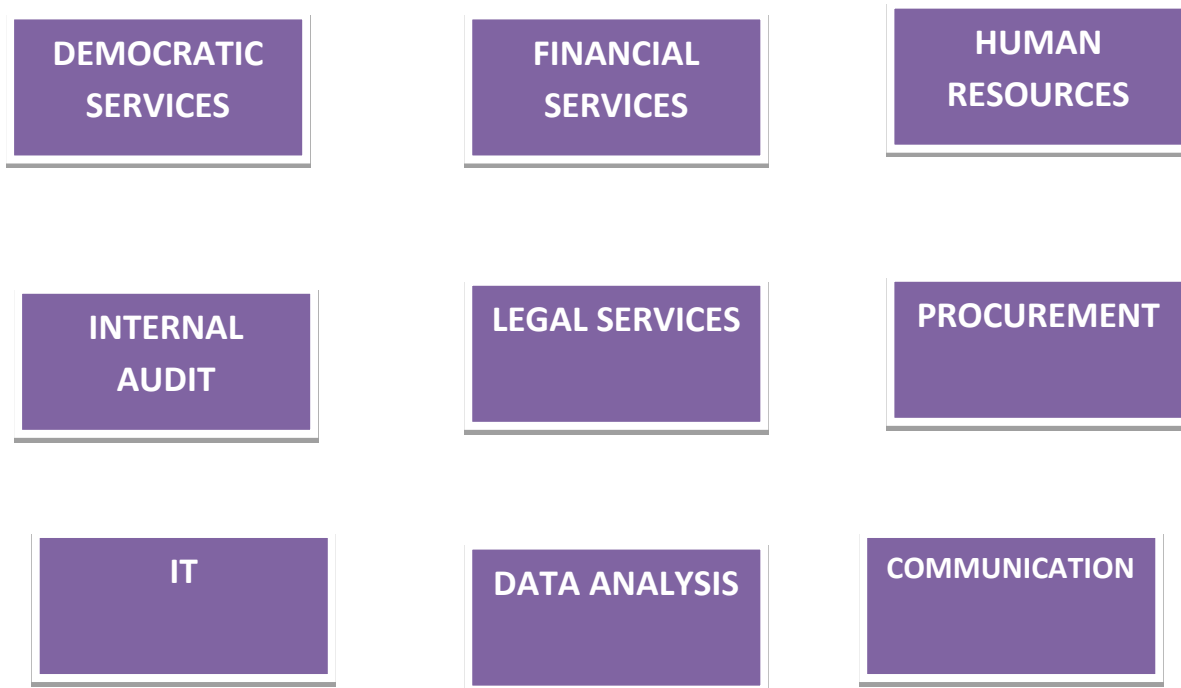 DEMOCRATIC
SERVICES
FINANCIAL
SERVICES
HUMAN
RESOURCES
INTERNAL
AUDIT
LEGAL SERVICES
PROCUREMENT
IT
DATA ANALYSIS
COMMUNICATION